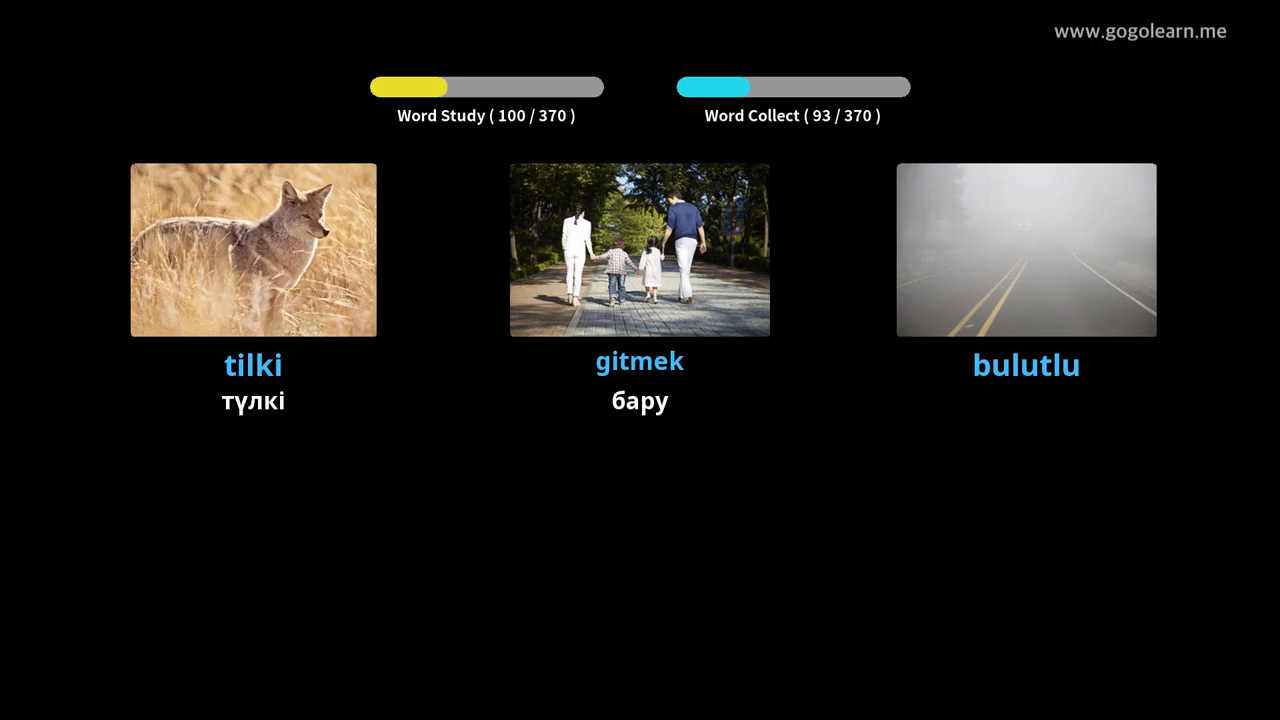 www.gogolearn.me
Word Study ( 100 / 370 )
Word Collect ( 93 / 370 )
tilki
gitmek
bulutlu
түлкі
бару